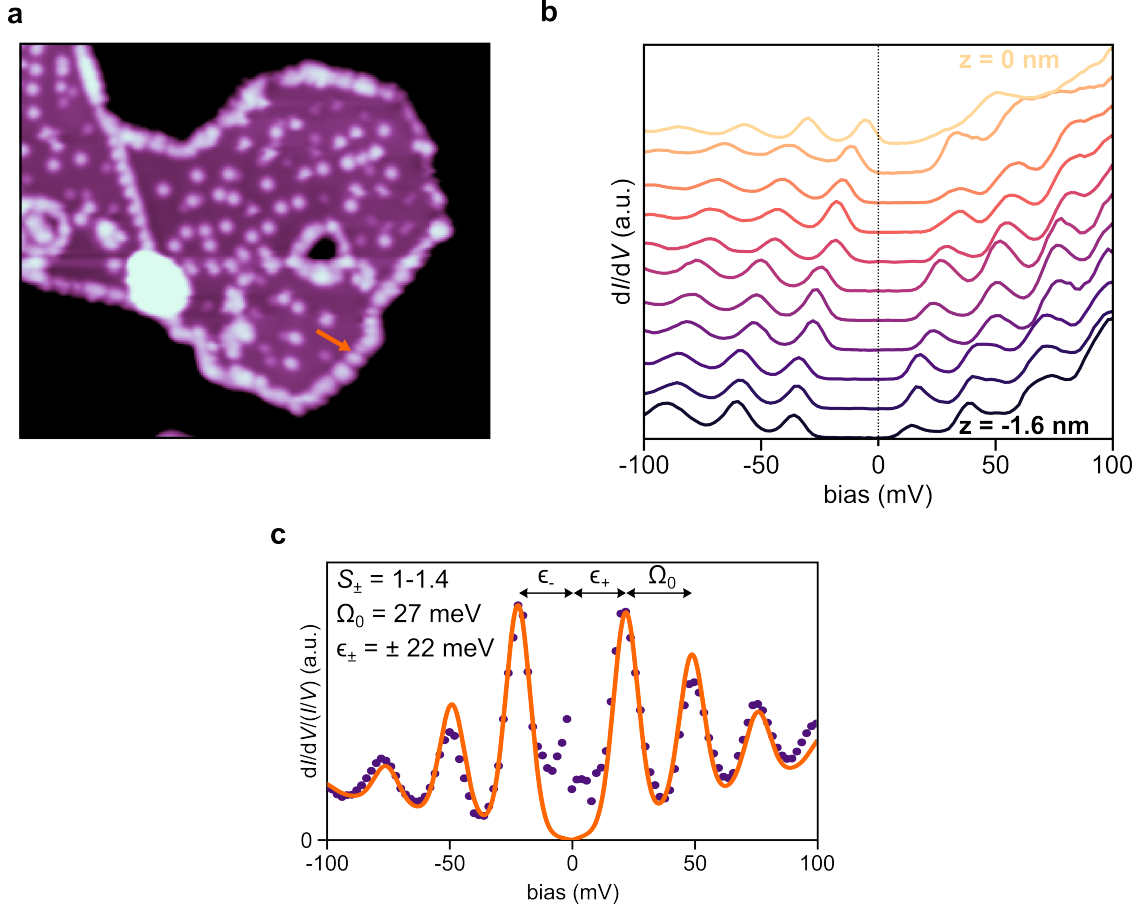 a
b
z = 0 nm
z = -1.6 nm
dI/dV (a.u.)
-100 -50 0 50 100
bias (mV)
c
S± = 1-1.4
Ω₀ = 27 meV
ϵ± = ± 22 meV
ϵ₋ ϵ₊ Ω₀
dI/dV/(I/V) (a.u.)
0
-100 -50 0 50 100
bias (mV)